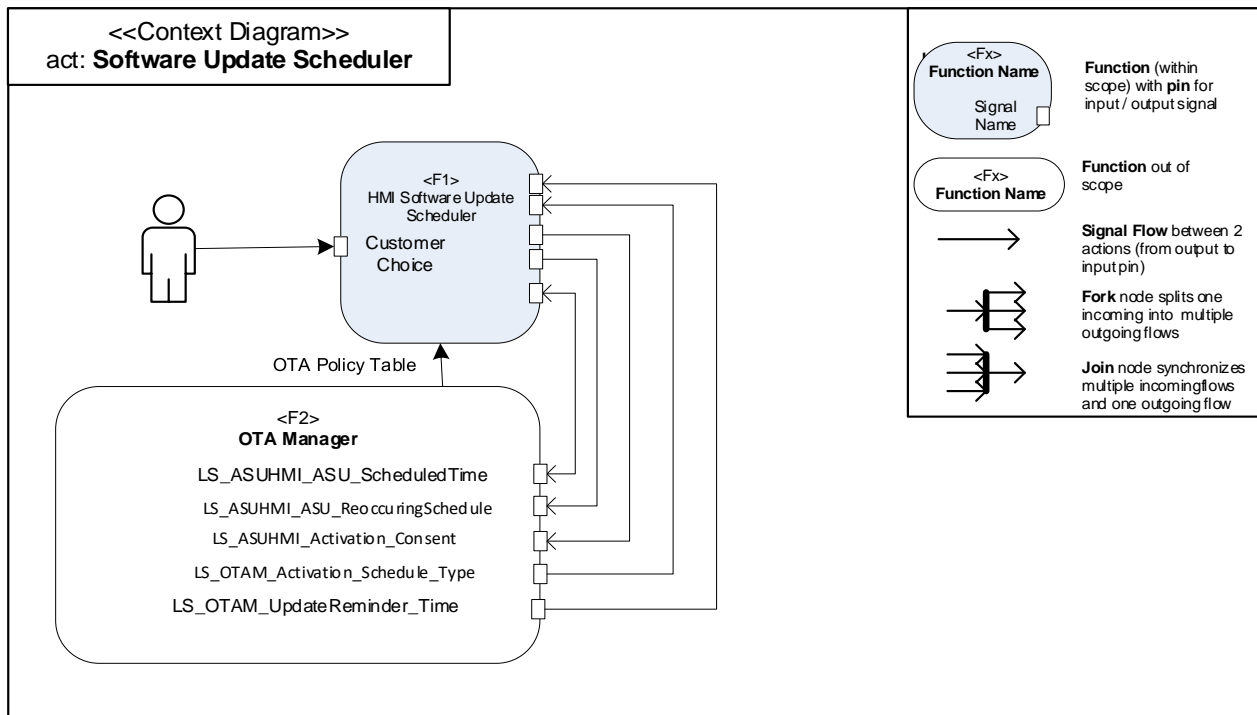 <<Context Diagram>>
act: Software Update Scheduler
<F1>
HMI Software Update
Scheduler
Customer
Choice
OTA Policy Table
<F2>
OTA Manager
LS_ASUHMI_ASU_ScheduledTime
LS_ASUHMI_ASU_ReoccuringSchedule
LS_ASUHMI_Activation_Consent
LS_OTAM_Activation_Schedule_Type
LS_OTAM_UpdateReminder_Time
<Fx>
Function Name
Signal
Name
Function (within
scope) with pin for
input / output signal
<Fx>
Function Name
Function out of
scope
Signal Flow between 2
actions (from output to
input pin)
Fork node splits one
incoming into multiple
outgoing flows
Join node synchronizes
multiple incomingflows
and one outgoing flow